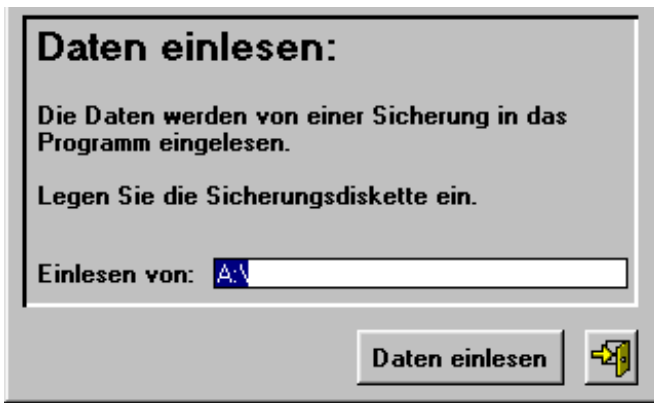 Daten einlesen:
Die Daten werden von einer Sicherung in das
Programm eingelesen.
Legen Sie die Sicherungsdiskette ein.
Einlesen von: A:\
Daten einlesen